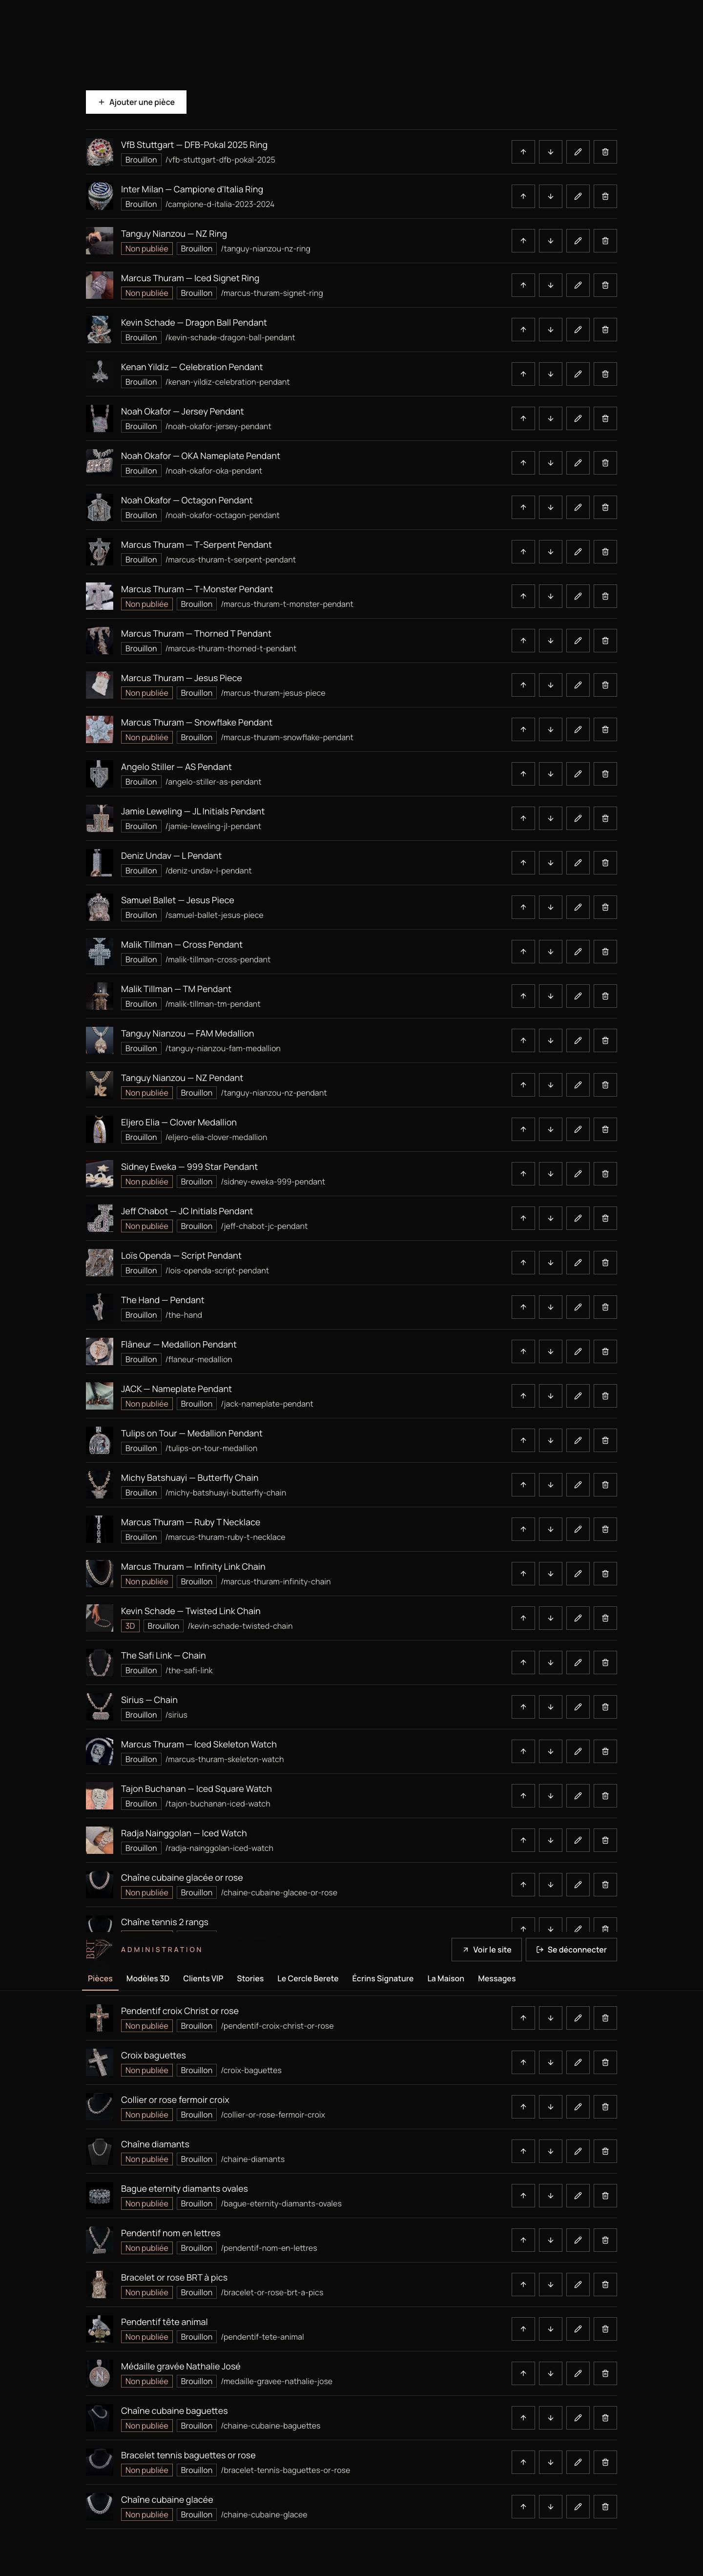 Ajouter une pièce
VfB Stuttgart — DFB-Pokal 2025 Ring
Brouillon /vfb-stuttgart-dfb-pokal-2025
Inter Milan — Campione d'Italia Ring
Brouillon /campione-d-italia-2023-2024
Tanguy Nianzou — NZ Ring
Non publiée Brouillon /tanguy-nianzou-nz-ring
Marcus Thuram — Iced Signet Ring
Non publiée Brouillon /marcus-thuram-signet-ring
Kevin Schade — Dragon Ball Pendant
Brouillon /kevin-schade-dragon-ball-pendant
Kenan Yildiz — Celebration Pendant
Brouillon /kenan-yildiz-celebration-pendant
Noah Okafor — Jersey Pendant
Brouillon /noah-okafor-jersey-pendant
Noah Okafor — OKA Nameplate Pendant
Brouillon /noah-okafor-oka-pendant
Noah Okafor — Octagon Pendant
Brouillon /noah-okafor-octagon-pendant
Marcus Thuram — T-Serpent Pendant
Brouillon /marcus-thuram-t-serpent-pendant
Marcus Thuram — T-Monster Pendant
Non publiée Brouillon /marcus-thuram-t-monster-pendant
Marcus Thuram — Thorned T Pendant
Brouillon /marcus-thuram-thorned-t-pendant
Marcus Thuram — Jesus Piece
Non publiée Brouillon /marcus-thuram-jesus-piece
Marcus Thuram — Snowflake Pendant
Non publiée Brouillon /marcus-thuram-snowflake-pendant
Angelo Stiller — AS Pendant
Brouillon /angelo-stiller-as-pendant
Jamie Leweling — JL Initials Pendant
Brouillon /jamie-leweling-jl-pendant
Deniz Undav — L Pendant
Brouillon /deniz-undav-l-pendant
Samuel Ballet — Jesus Piece
Brouillon /samuel-ballet-jesus-piece
Malik Tillman — Cross Pendant
Brouillon /malik-tillman-cross-pendant
Malik Tillman — TM Pendant
Brouillon /malik-tillman-tm-pendant
Tanguy Nianzou — FAM Medallion
Brouillon /tanguy-nianzou-fam-medallion
Tanguy Nianzou — NZ Pendant
Non publiée Brouillon /tanguy-nianzou-nz-pendant
Eljero Elia — Clover Medallion
Brouillon /eljero-elia-clover-medallion
Sidney Eweka — 999 Star Pendant
Non publiée Brouillon /sidney-eweka-999-pendant
Jeff Chabot — JC Initials Pendant
Non publiée Brouillon /jeff-chabot-jc-pendant
Loïs Openda — Script Pendant
Brouillon /lois-openda-script-pendant
The Hand — Pendant
Brouillon /the-hand
Flâneur — Medallion Pendant
Brouillon /flaneur-medallion
JACK — Nameplate Pendant
Non publiée Brouillon /jack-nameplate-pendant
Tulips on Tour — Medallion Pendant
Brouillon /tulips-on-tour-medallion
Michy Batshuayi — Butterfly Chain
Brouillon /michy-batshuayi-butterfly-chain
Marcus Thuram — Ruby T Necklace
Brouillon /marcus-thuram-ruby-t-necklace
Marcus Thuram — Infinity Link Chain
Non publiée Brouillon /marcus-thuram-infinity-chain
Kevin Schade — Twisted Link Chain
3D Brouillon /kevin-schade-twisted-chain
The Safi Link — Chain
Brouillon /the-safi-link
Sirius — Chain
Brouillon /sirius
Marcus Thuram — Iced Skeleton Watch
Brouillon /marcus-thuram-skeleton-watch
Tajon Buchanan — Iced Square Watch
Brouillon /tajon-buchanan-iced-watch
Radja Nainggolan — Iced Watch
Brouillon /radja-nainggolan-iced-watch
Chaîne cubaine glacée or rose
Non publiée Brouillon /chaine-cubaine-glacee-or-rose
Chaîne tennis 2 rangs
BRT ADMINISTRATION Voir le site Se déconnecter
Pièces Modèles 3D Clients VIP Stories Le Cercle Berete Écrins Signature La Maison Messages
Pendentif croix Christ or rose
Non publiée Brouillon /pendentif-croix-christ-or-rose
Croix baguettes
Non publiée Brouillon /croix-baguettes
Collier or rose fermoir croix
Non publiée Brouillon /collier-or-rose-fermoir-croix
Chaîne diamants
Non publiée Brouillon /chaine-diamants
Bague eternity diamants ovales
Non publiée Brouillon /bague-eternity-diamants-ovales
Pendentif nom en lettres
Non publiée Brouillon /pendentif-nom-en-lettres
Bracelet or rose BRT à pics
Non publiée Brouillon /bracelet-or-rose-brt-a-pics
Pendentif tête animal
Non publiée Brouillon /pendentif-tete-animal
Médaille gravée Nathalie José
Non publiée Brouillon /medaille-gravee-nathalie-jose
Chaîne cubaine baguettes
Non publiée Brouillon /chaine-cubaine-baguettes
Bracelet tennis baguettes or rose
Non publiée Brouillon /bracelet-tennis-baguettes-or-rose
Chaîne cubaine glacée
Non publiée Brouillon /chaine-cubaine-glacee